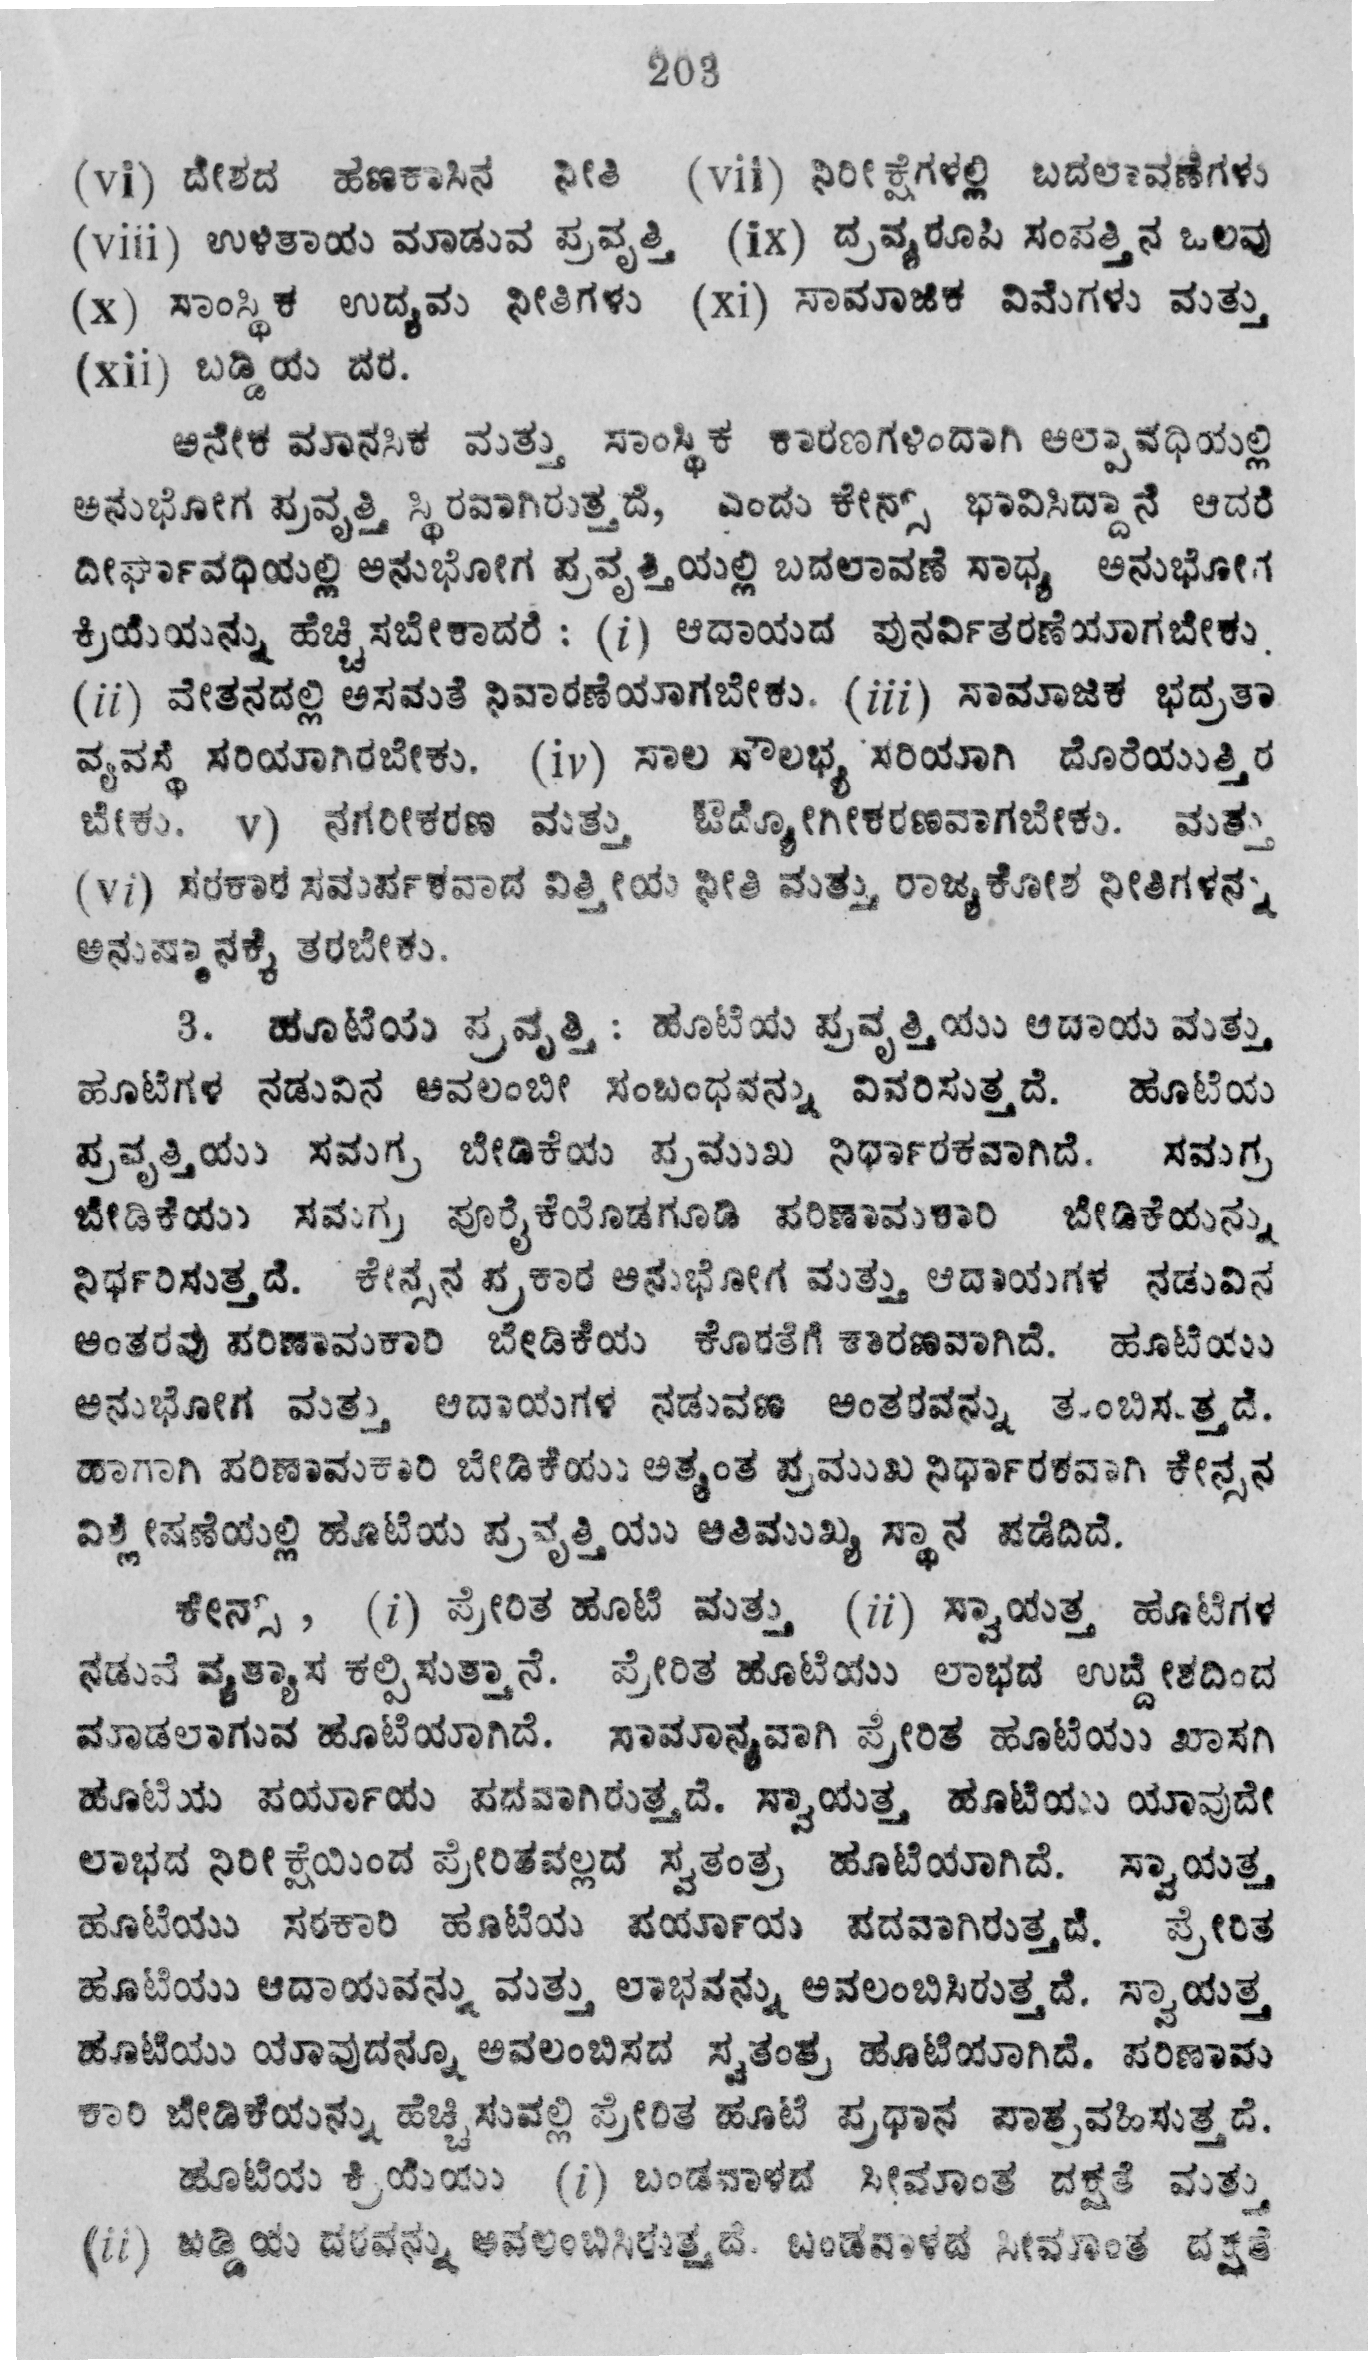 203
(vi) ದೇಶದ ಹಣಕಾಸಿನ ನೀತಿ (vii) ನಿರೀಕ್ಷೆಗಳಲ್ಲಿ ಬದಲಾವಣೆಗಳು
(viii) ಉಳಿತಾಯ ಮಾಡುವ ಪ್ರವೃತ್ತಿ (ix) ದ್ರವ್ಯರೂಪಿ ಸಂಪತ್ತಿನ ಒಲವು
(x) ಸಾಂಸ್ಥಿಕ ಉದ್ಯಮ ನೀತಿಗಳು (xi) ಸಾಮಾಜಿಕ ವಿಮೆಗಳು ಮತ್ತು
(xii) ಬಡ್ಡಿಯ ದರ.
ಅನೇಕ ಮಾನಸಿಕ ಮತ್ತು ಸಾಂಸ್ಥಿಕ ಕಾರಣಗಳಿಂದಾಗಿ ಅಲ್ಪಾವಧಿಯಲ್ಲಿ
ಅನುಭೋಗ ಪ್ರವೃತ್ತಿ ಸ್ಥಿರವಾಗಿರುತ್ತದೆ, ಎಂದು ಕೇನ್ಸ್ ಭಾವಿಸಿದ್ದಾನೆ ಆದರೆ
ದೀರ್ಘಾವಧಿಯಲ್ಲಿ ಅನುಭೋಗ ಪ್ರವೃತ್ತಿಯಲ್ಲಿ ಬದಲಾವಣೆ ಸಾಧ್ಯ ಅನುಭೋಗ
ಕ್ರಿಯೆಯನ್ನು ಹೆಚ್ಚಿಸಬೇಕಾದರೆ : (i) ಆದಾಯದ ಪುನರ್ವಿತರಣೆಯಾಗಬೇಕು.
(ii) ವೇತನದಲ್ಲಿ ಅಸಮತೆ ನಿವಾರಣೆಯಾಗಬೇಕು. (iii) ಸಾಮಾಜಿಕ ಭದ್ರತಾ
ವ್ಯವಸ್ಥೆ ಸರಿಯಾಗಿರಬೇಕು. (iv) ಸಾಲ ಸೌಲಭ್ಯ ಸರಿಯಾಗಿ ದೊರೆಯುತ್ತಿರ
ಬೇಕು. v) ನಗರೀಕರಣ ಮತ್ತು ಔದ್ಯೋಗೀಕರಣವಾಗಬೇಕು. ಮತ್ತು
(vi) ಸರಕಾರ ಸಮರ್ಪಕವಾದ ವಿತ್ತೀಯ ನೀತಿ ಮತ್ತು ರಾಜ್ಯಕೋಶ ನೀತಿಗಳನ್ನು
ಅನುಷ್ಠಾನಕ್ಕೆ ತರಬೇಕು.
3. ಹೂಟೆಯ ಪ್ರವೃತ್ತಿ : ಹೂಟೆಯ ಪ್ರವೃತ್ತಿಯು ಆದಾಯ ಮತ್ತು
ಹೂಟೆಗಳ ನಡುವಿನ ಅವಲಂಬೀ ಸಂಬಂಧವನ್ನು ವಿವರಿಸುತ್ತದೆ. ಹೂಟೆಯ
ಪ್ರವೃತ್ತಿಯು ಸಮಗ್ರ ಬೇಡಿಕೆಯ ಪ್ರಮುಖ ನಿರ್ಧಾರಕವಾಗಿದೆ. ಸಮಗ್ರ
ಬೇಡಿಕೆಯು ಸಮಗ್ರ ಪೂರೈಕೆಯೊಡಗೂಡಿ ಪರಿಣಾಮಕಾರಿ ಬೇಡಿಕೆಯನ್ನು
ನಿರ್ಧರಿಸುತ್ತದೆ. ಕೇನ್ಸನ ಪ್ರಕಾರ ಅನುಭೋಗ ಮತ್ತು ಆದಾಯಗಳ ನಡುವಿನ
ಅಂತರವು ಪರಿಣಾಮಕಾರಿ ಬೇಡಿಕೆಯ ಕೊರತೆಗೆ ಕಾರಣವಾಗಿದೆ. ಹೂಟೆಯು
ಅನುಭೋಗ ಮತ್ತು ಆದಾಯಗಳ ನಡುವಣ ಅಂತರವನ್ನು ತುಂಬಿಸುತ್ತದೆ.
ಹಾಗಾಗಿ ಪರಿಣಾಮಕಾರಿ ಬೇಡಿಕೆಯು ಅತ್ಯಂತ ಪ್ರಮುಖ ನಿರ್ಧಾರಕವಾಗಿ ಕೇನ್ಸನ
ವಿಶ್ಲೇಷಣೆಯಲ್ಲಿ ಹೂಟೆಯ ಪ್ರವೃತ್ತಿಯು ಅತಿಮುಖ್ಯ ಸ್ಥಾನ ಪಡೆದಿದೆ.
ಕೇನ್ಸ್, (i) ಪ್ರೇರಿತ ಹೂಟೆ ಮತ್ತು (ii) ಸ್ವಾಯತ್ತ ಹೂಟೆಗಳ
ನಡುವೆ ವ್ಯತ್ಯಾಸ ಕಲ್ಪಿಸುತ್ತಾನೆ. ಪ್ರೇರಿತ ಹೂಟೆಯು ಲಾಭದ ಉದ್ದೇಶದಿಂದ
ಮಾಡಲಾಗುವ ಹೂಟೆಯಾಗಿದೆ. ಸಾಮಾನ್ಯವಾಗಿ ಪ್ರೇರಿತ ಹೂಟೆಯು ಖಾಸಗಿ
ಹೂಟೆಯ ಪರ್ಯಾಯ ಪದವಾಗಿರುತ್ತದೆ. ಸ್ವಾಯತ್ತ ಹೂಟೆಯು ಯಾವುದೇ
ಲಾಭದ ನಿರೀಕ್ಷೆಯಿಂದ ಪ್ರೇರಿತವಲ್ಲದ ಸ್ವತಂತ್ರ ಹೂಟೆಯಾಗಿದೆ. ಸ್ವಾಯತ್ತ
ಹೂಟೆಯು ಸರಕಾರಿ ಹೂಟೆಯ ಪರ್ಯಾಯ ಪದವಾಗಿರುತ್ತದೆ. ಪ್ರೇರಿತ
ಹೂಟೆಯು ಆದಾಯವನ್ನು ಮತ್ತು ಲಾಭವನ್ನು ಅವಲಂಬಿಸಿರುತ್ತದೆ. ಸ್ವಾಯತ್ತ
ಹೂಟೆಯು ಯಾವುದನ್ನೂ ಅವಲಂಬಿಸದ ಸ್ವತಂತ್ರ ಹೂಟೆಯಾಗಿದೆ. ಪರಿಣಾಮ
ಕಾರಿ ಬೇಡಿಕೆಯನ್ನು ಹೆಚ್ಚಿಸುವಲ್ಲಿ ಪ್ರೇರಿತ ಹೂಟೆ ಪ್ರಧಾನ ಪಾತ್ರವಹಿಸುತ್ತದೆ.
ಹೂಟೆಯ ಕ್ರಿಯೆಯು (i) ಬಂಡವಾಳದ ಸೀಮಾಂತ ದಕ್ಷತೆ ಮತ್ತು
(ii) ಬಡ್ಡಿಯ ದರವನ್ನು ಅವಲಂಬಿಸಿರುತ್ತದೆ. ಬಂಡವಾಳದ ಸೀಮಾಂತ ದಕ್ಷತೆ